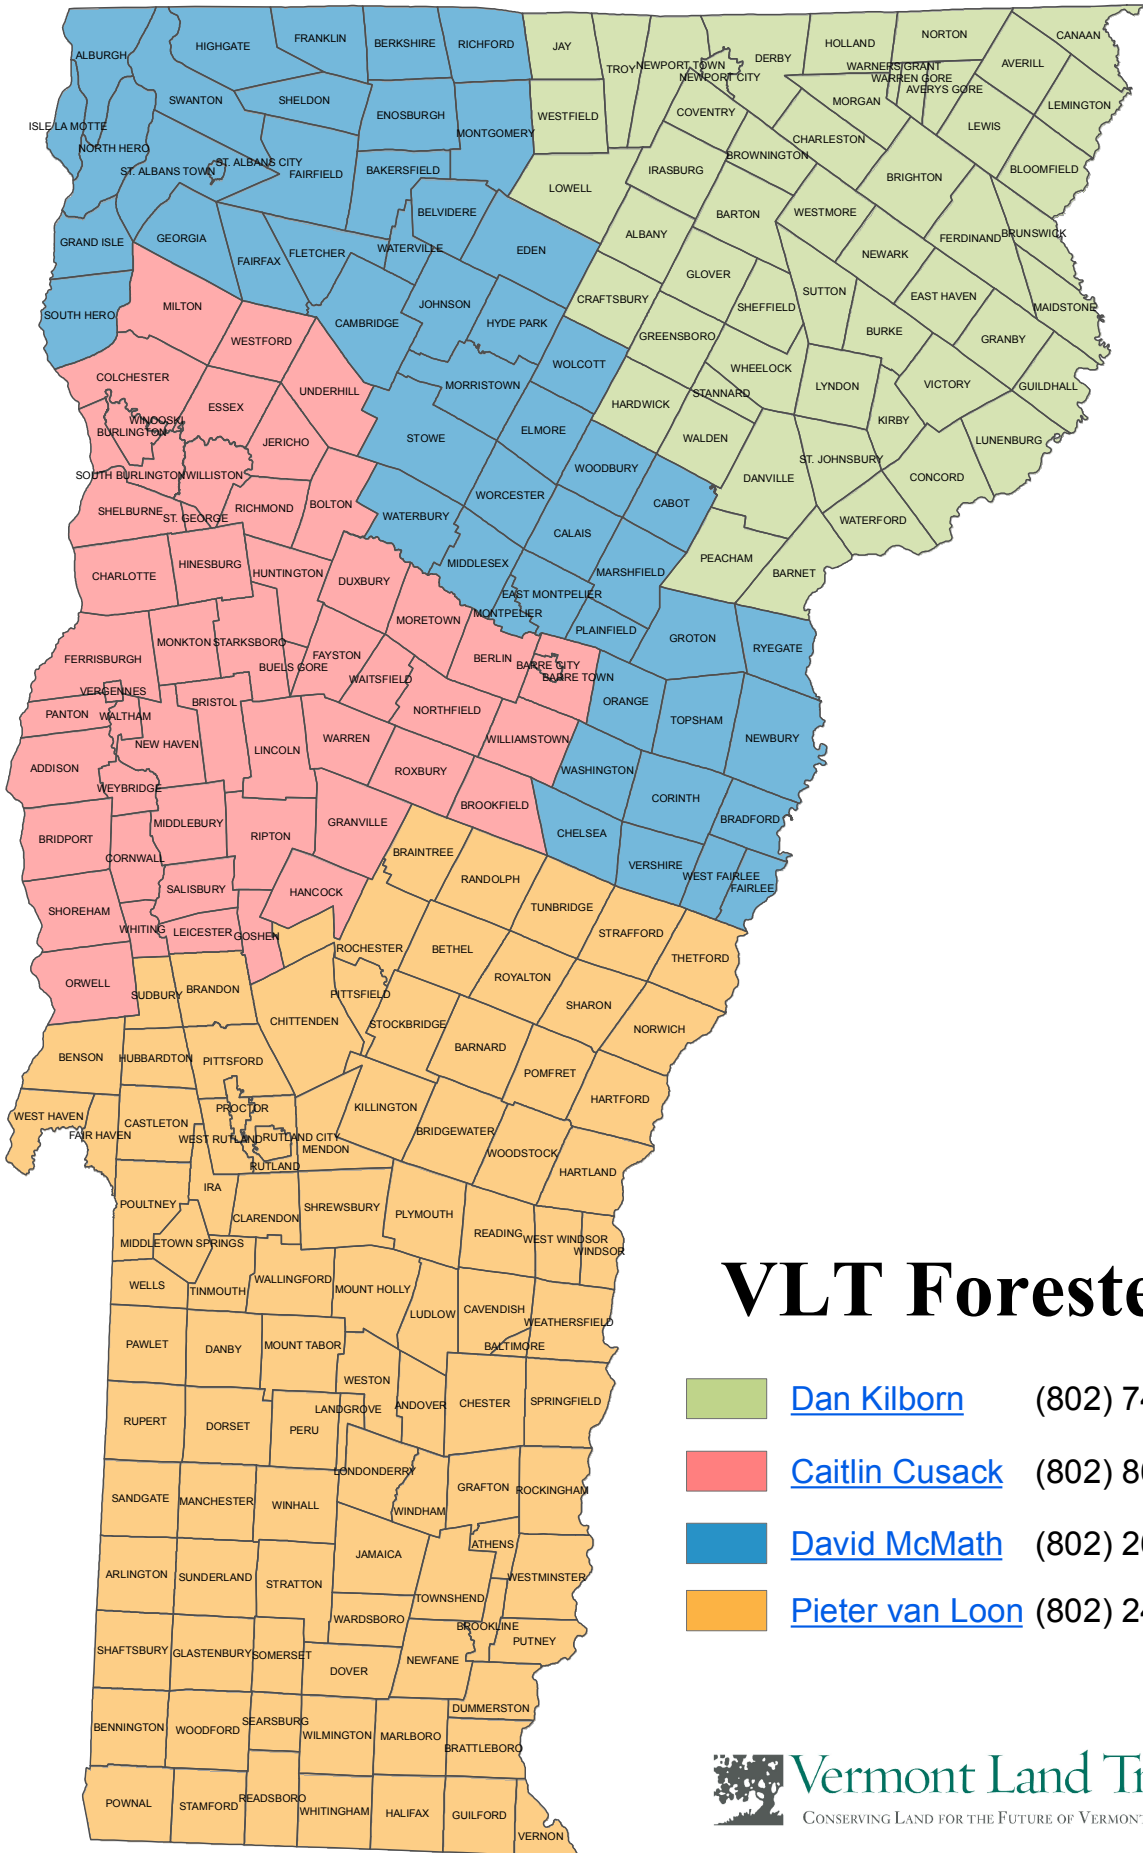 ALBURGH
HIGHGATE
FRANKLIN
BERKSHIRE
RICHFORD
JAY
TROY
NEWPORT TOWN
NEWPORT CITY
DERBY
HOLLAND
NORTON
CANAAN
WARNERS GRANT
WARREN GORE
AVERYS GORE
AVERILL
LEMINGTON
ISLE LA MOTTE
NORTH HERO
SWANTON
SHELDON
ENOSBURGH
MONTGOMERY
WESTFIELD
COVENTRY
MORGAN
CHARLESTON
LEWIS
BLOOMFIELD
ST. ALBANS TOWN
ST. ALBANS CITY
FAIRFIELD
BAKERSFIELD
LOWELL
IRASBURG
BROWNINGTON
BRIGHTON
GRAND ISLE
GEORGIA
FAIRFAX
FLETCHER
WATERVILLE
BELVIDERE
EDEN
ALBANY
BARTON
WESTMORE
NEWARK
FERDINAND
BRUNSWICK
SOUTH HERO
MILTON
WESTFORD
CAMBRIDGE
JOHNSON
HYDE PARK
CRAFTSBURY
GLOVER
SHEFFIELD
SUTTON
EAST HAVEN
MAIDSTONE
COLCHESTER
UNDERHILL
MORRISTOWN
WOLCOTT
GREENSBORO
WHEELOCK
BURKE
GRANBY
WINOOSKI
BURLINGTON
ESSEX
JERICHO
STOWE
ELMORE
HARDWICK
STANNARD
LYNDON
VICTORY
GUILDHALL
SOUTH BURLINGTON
WILLISTON
WOODBURY
WALDEN
KIRBY
LUNENBURG
SHELBURNE
ST. GEORGE
RICHMOND
BOLTON
WATERBURY
WORCESTER
CABOT
DANVILLE
ST. JOHNSBURY
CONCORD
CHARLOTTE
HINESBURG
HUNTINGTON
DUXBURY
MIDDLESEX
CALAIS
MARSHFIELD
PEACHAM
BARNET
WATERFORD
MORETOWN
EAST MONTPELIER
MONTPELIER
PLAINFIELD
GROTON
RYEGATE
FERRISBURGH
MONKTON
STARKSBORO
BUELS GORE
FAYSTON
WAITSFIELD
BERLIN
BARRE CITY
BARRE TOWN
VERGENNES
PANTON
WALTHAM
BRISTOL
NORTHFIELD
ORANGE
TOPSHAM
NEWBURY
ADDISON
NEW HAVEN
LINCOLN
WARREN
ROXBURY
WILLIAMSTOWN
WASHINGTON
WEYBRIDGE
BROOKFIELD
CORINTH
BRADFORD
BRIDPORT
MIDDLEBURY
RIPTON
GRANVILLE
CHELSEA
CORNWALL
BRAINTREE
VERSHIRE
WEST FAIRLEE
FAIRLEE
SHOREHAM
SALISBURY
HANCOCK
RANDOLPH
TUNBRIDGE
WHITING
LEICESTER
GOSHEN
ROCHESTER
BETHEL
STRAFFORD
THETFORD
ORWELL
SUDBURY
BRANDON
PITTSFIELD
ROYALTON
SHARON
CHITTENDEN
STOCKBRIDGE
NORWICH
BENSON
HUBBARDTON
PITTSFORD
BARNARD
POMFRET
WEST HAVEN
FAIR HAVEN
CASTLETON
PROCTOR
KILLINGTON
HARTFORD
WEST RUTLAND
RUTLAND CITY
MENDON
BRIDGEWATER
WOODSTOCK
RUTLAND
HARTLAND
POULTNEY
IRA
CLARENDON
SHREWSBURY
PLYMOUTH
READING
WEST WINDSOR
WINDSOR
MIDDLETOWN SPRINGS
WELLS
TINMOUTH
WALLINGFORD
MOUNT HOLLY
LUDLOW
CAVENDISH
WEATHERSFIELD
BALTIMORE
PAWLET
DANBY
MOUNT TABOR
WESTON
ANDOVER
CHESTER
SPRINGFIELD
RUPERT
DORSET
PERU
LANDGROVE
LONDONDERRY
SANDGATE
MANCHESTER
WINHALL
WINDHAM
GRAFTON
ROCKINGHAM
ARLINGTON
SUNDERLAND
STRATTON
JAMAICA
ATHENS
TOWNSHEND
WESTMINSTER
WARDSBORO
BROOKLINE
PUTNEY
SHAFTSBURY
GLASTENBURY
SOMERSET
DOVER
NEWFANE
DUMMERSTON
BENNINGTON
WOODFORD
SEARSBURG
WILMINGTON
MARLBORO
BRATTLEBORO
POWNAL
STAMFORD
READSBORO
WHITINGHAM
HALIFAX
GUILFORD
VERNON
VLT Foreste
Dan Kilborn (802) 74
Caitlin Cusack (802) 86
David McMath (802) 26
Pieter van Loon (802) 24
Vermont Land Tr
CONSERVING LAND FOR THE FUTURE OF VERMONT